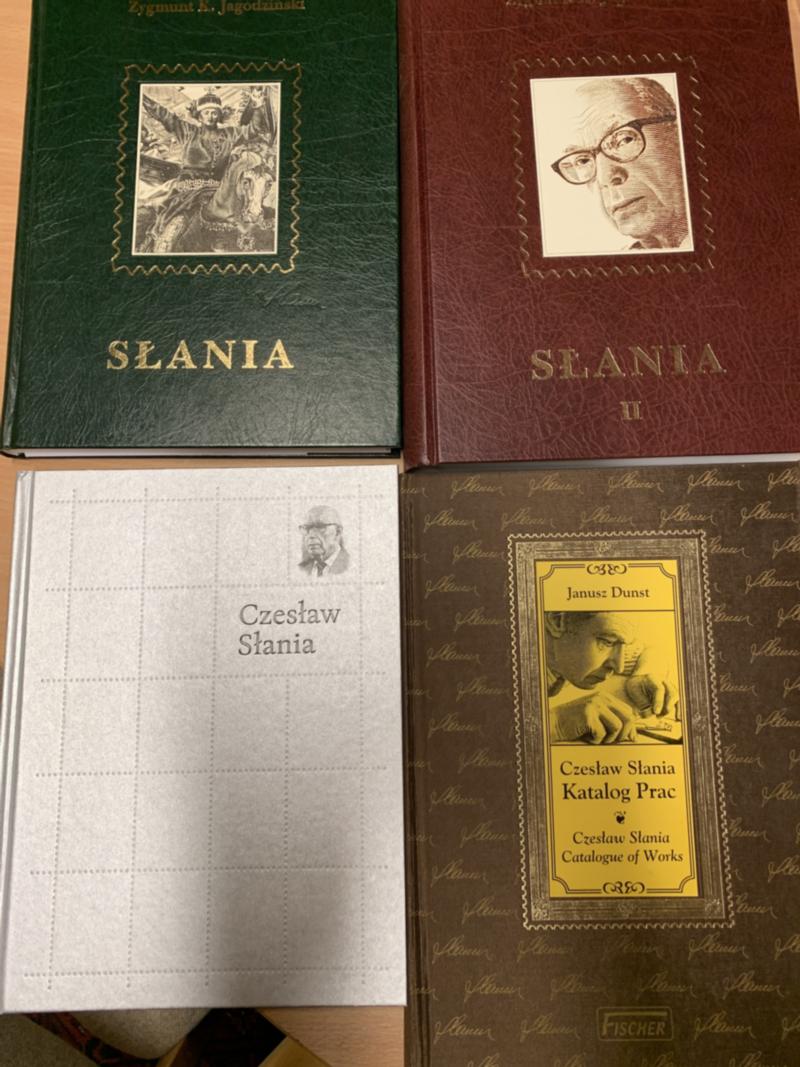 Zygmunt K. Jagodziński
SŁANIA
SŁANIA
II
Czesław
Słania
Janusz Dunst
Czesław Słania
Katalog Prac
Czesław Słania
Catalogue of Works
FISCHER